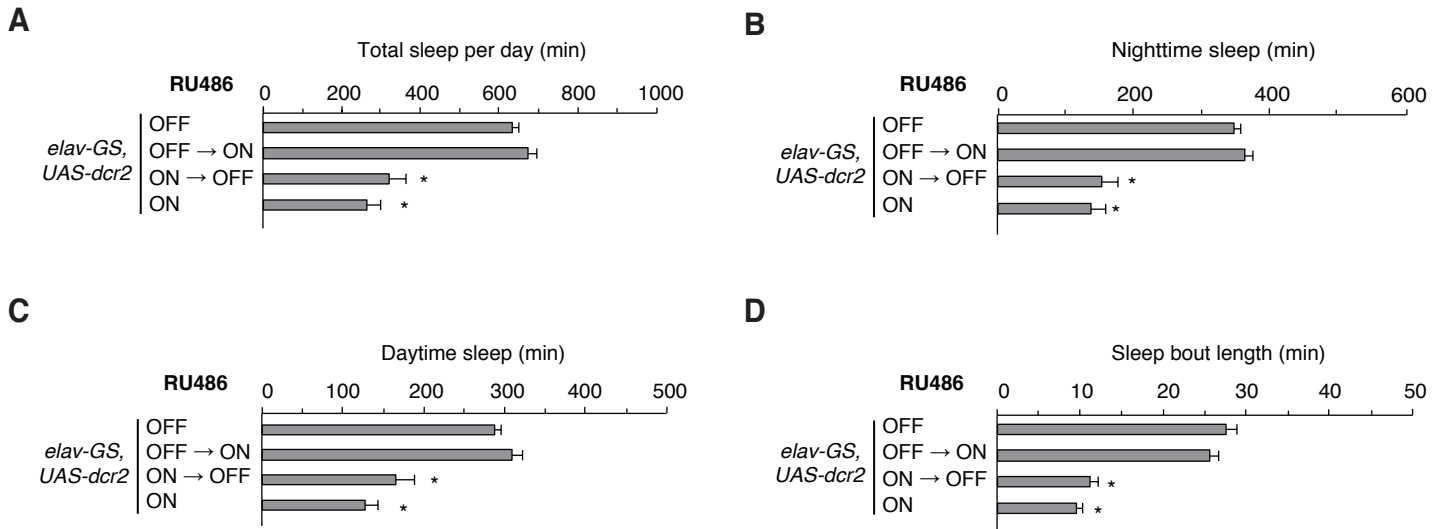 A
Total sleep per day (min)
RU486
0 200 400 600 800 1000
elav-GS,
UAS-dcr2
OFF
OFF → ON
ON → OFF *
ON *
B
Nighttime sleep (min)
RU486
0 200 400 600
elav-GS,
UAS-dcr2
OFF
OFF → ON
ON → OFF *
ON *
C
Daytime sleep (min)
RU486
0 100 200 300 400 500
elav-GS,
UAS-dcr2
OFF
OFF → ON
ON → OFF *
ON *
D
Sleep bout length (min)
RU486
0 10 20 30 40 50
elav-GS,
UAS-dcr2
OFF
OFF → ON
ON → OFF *
ON *